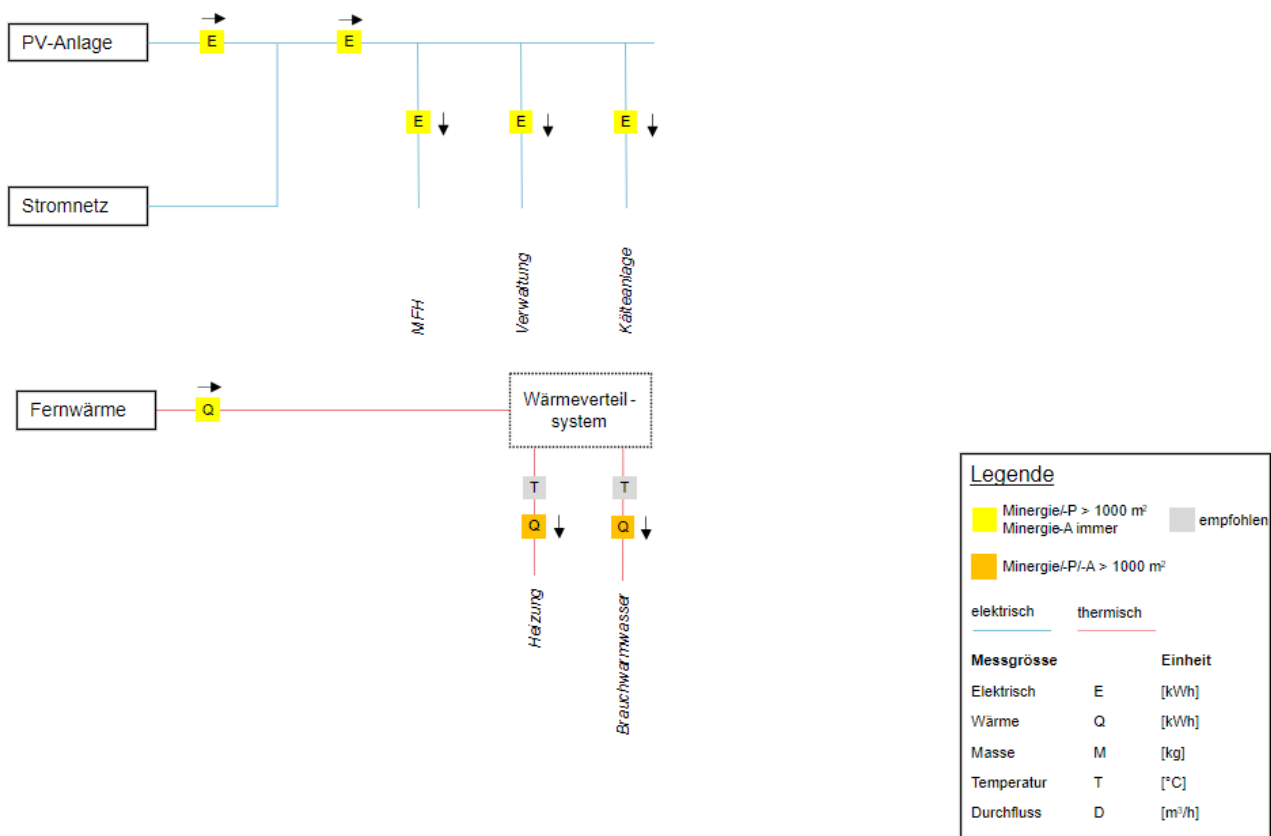 PV-Anlage
E
E
E
E
E
Stromnetz
MFH
Verwaltung
Kälteanlage
Fernwärme
Q
Wärmeverteil-
system
T
T
Q
Q
Heizung
Brauchwarmwasser
Legende
Minergie/-P > 1000 m²
Minergie-A immer
empfohlen
Minergie/-P/-A > 1000 m²
elektrisch thermisch
Messgrösse Einheit
Elektrisch E [kWh]
Wärme Q [kWh]
Masse M [kg]
Temperatur T [°C]
Durchfluss D [m³/h]